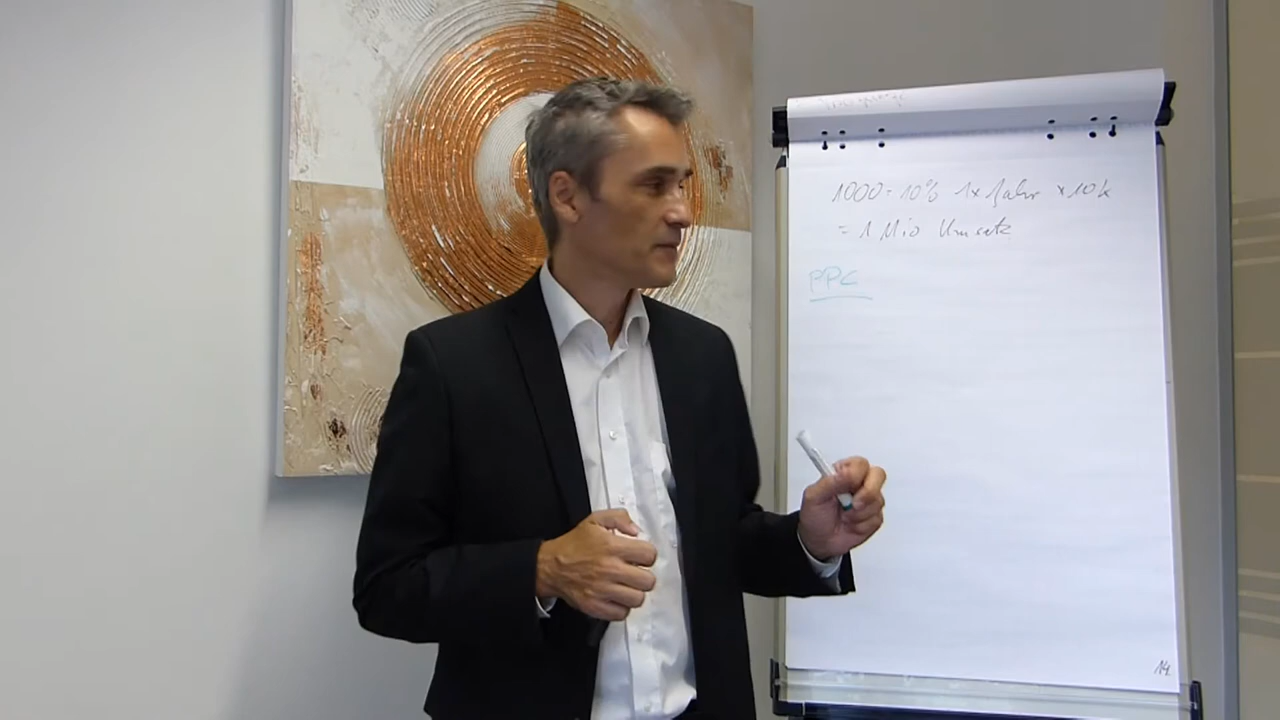 1000 = 10% 1x Jahr x 10k
= 1 Mio Umsatz
PPC
14